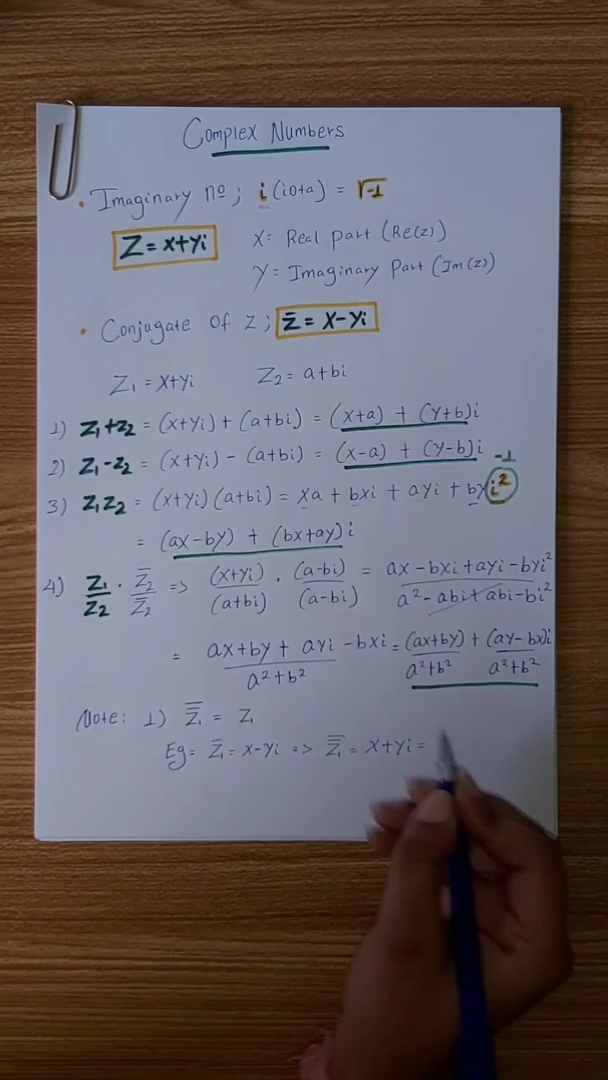 Complex Numbers
• Imaginary nº ; i (iota) = √-1
Z = x+yi
x = Real part (Re(z))
y = Imaginary Part (Im(z))
• Conjugate of z ; z̄ = x-yi
Z₁ = x+yi Z₂ = a+bi
1) Z₁+Z₂ = (x+yi) + (a+bi) = (x+a) + (y+b)i
2) Z₁-Z₂ = (x+yi) - (a+bi) = (x-a) + (y-b)i
-1
3) Z₁Z₂ = (x+yi)(a+bi) = xa + bxi + ayi + byi²
= (ax-by) + (bx+ay)i
4) Z₁/Z₂ · Z̄₂/Z̄₂ => (x+yi)/(a+bi) · (a-bi)/(a-bi) = ax-bxi+ayi-byi²/a²-abi+abi-bi²
= ax+by+ayi-bxi/a²+b² = (ax+by)/a²+b² + (ay-bx)i/a²+b²
Note: 1) Z̿₁ = Z₁
Eg = Z̄₁ = x-yi => Z̿₁ = x+yi =